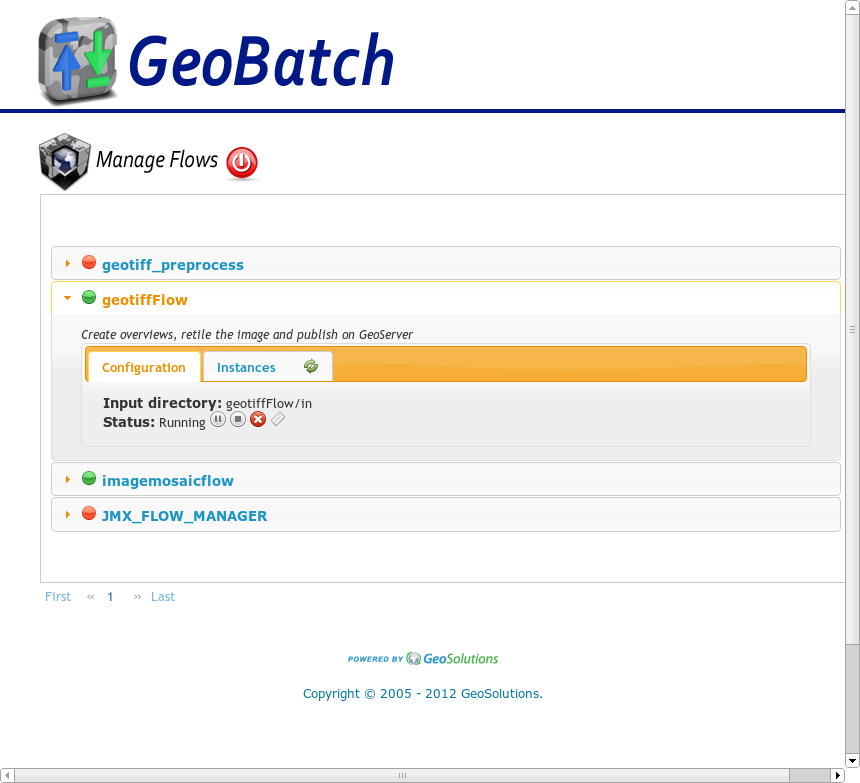 GeoBatch
Manage Flows
geotiff_preprocess
geotiffFlow
Create overviews, retile the image and publish on GeoServer
Configuration Instances
Input directory: geotiffFlow/in
Status: Running
imagemosaicflow
JMX_FLOW_MANAGER
First « 1 » Last
POWERED BY GeoSolutions
Copyright © 2005 - 2012 GeoSolutions.